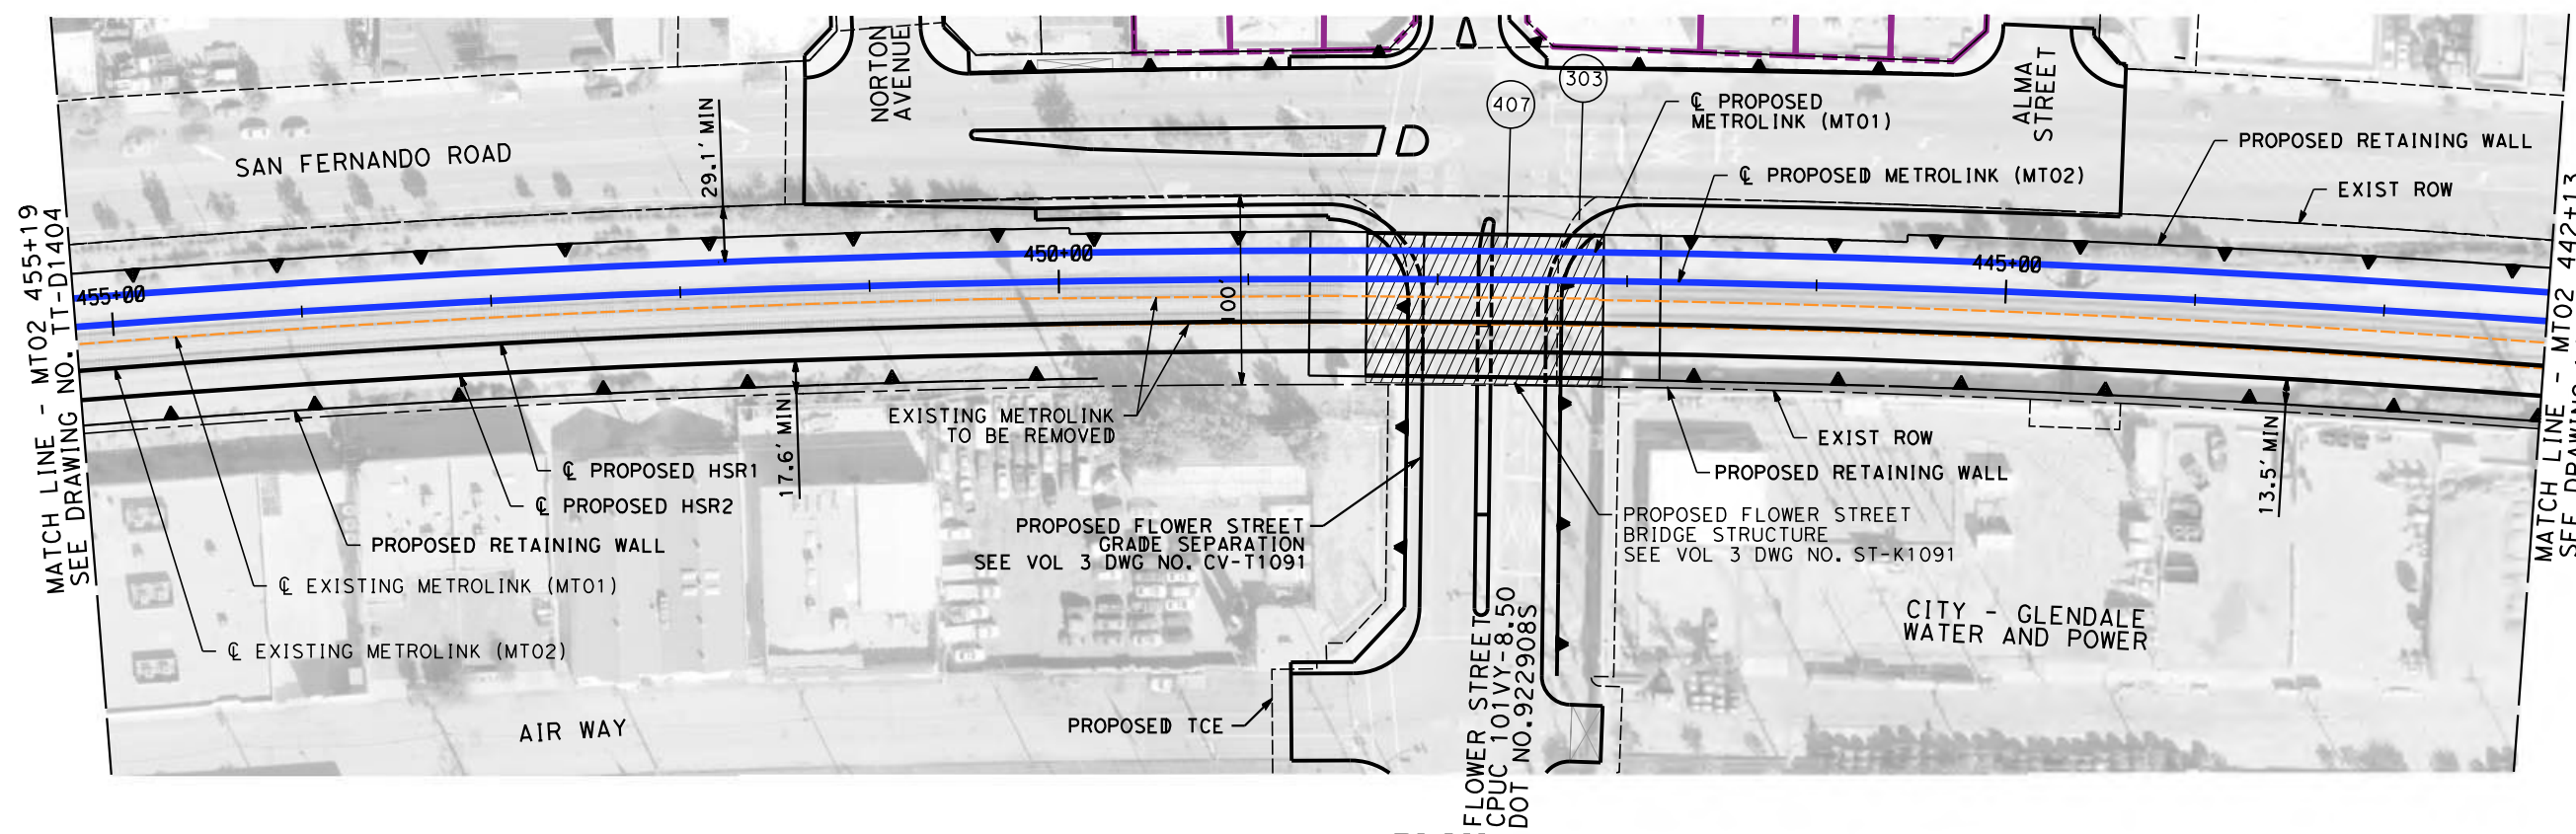 NORTON
AVENUE
ALMA
STREET
407
303
℄ PROPOSED
METROLINK (MT01)
℄ PROPOSED METROLINK (MT02)
PROPOSED RETAINING WALL
EXIST ROW
SAN FERNANDO ROAD
29.1' MIN
MATCH LINE - MT02 455+19
SEE DRAWING NO. TT-D1404
455+00
450+00
445+00
100'
MATCH LINE - MT02 442+13
EXISTING METROLINK
TO BE REMOVED
17.6' MIN
13.5' MIN
℄ PROPOSED HSR1
℄ PROPOSED HSR2
PROPOSED RETAINING WALL
℄ EXISTING METROLINK (MT01)
℄ EXISTING METROLINK (MT02)
EXIST ROW
PROPOSED RETAINING WALL
PROPOSED FLOWER STREET
GRADE SEPARATION
SEE VOL 3 DWG NO. CV-T1091
PROPOSED FLOWER STREET
BRIDGE STRUCTURE
SEE VOL 3 DWG NO. ST-K1091
CITY - GLENDALE
WATER AND POWER
AIR WAY
PROPOSED TCE
FLOWER STREET
CPUC 101VY-8.50
DOT NO.922908S